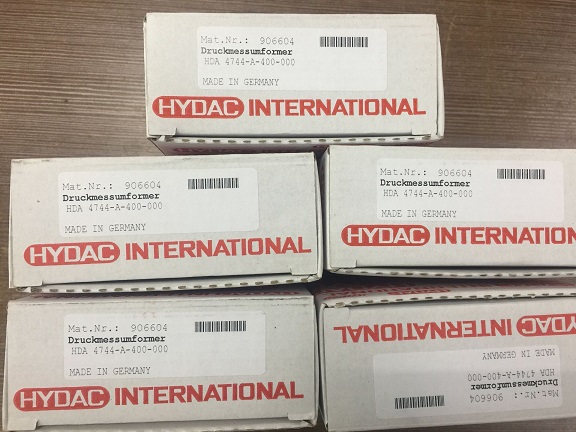 Mat.Nr.: 906604
Druckmessumformer
HDA 4744-A-400-000
MADE IN GERMANY
HYDAC INTERNATIONAL
Mat.Nr.: 906604
Druckmessumformer
HDA 4744-A-400-000
MADE IN GERMANY
HYDAC INTERNATIONAL
Mat.Nr.: 906604
Druckmessumformer
HDA 4744-A-400-000
MADE IN GERMANY
HYDAC INTERNATION
Mat.Nr.: 906604
Druckmessumformer
HDA 4744-A-400-000
MADE IN GERMANY
HYDAC INTERNATIONAL
Mat.Nr.: 906604
Druckmessumformer
HDA 4744-A-400-000
MADE IN GERMANY
HYDAC INTERNATIONAL